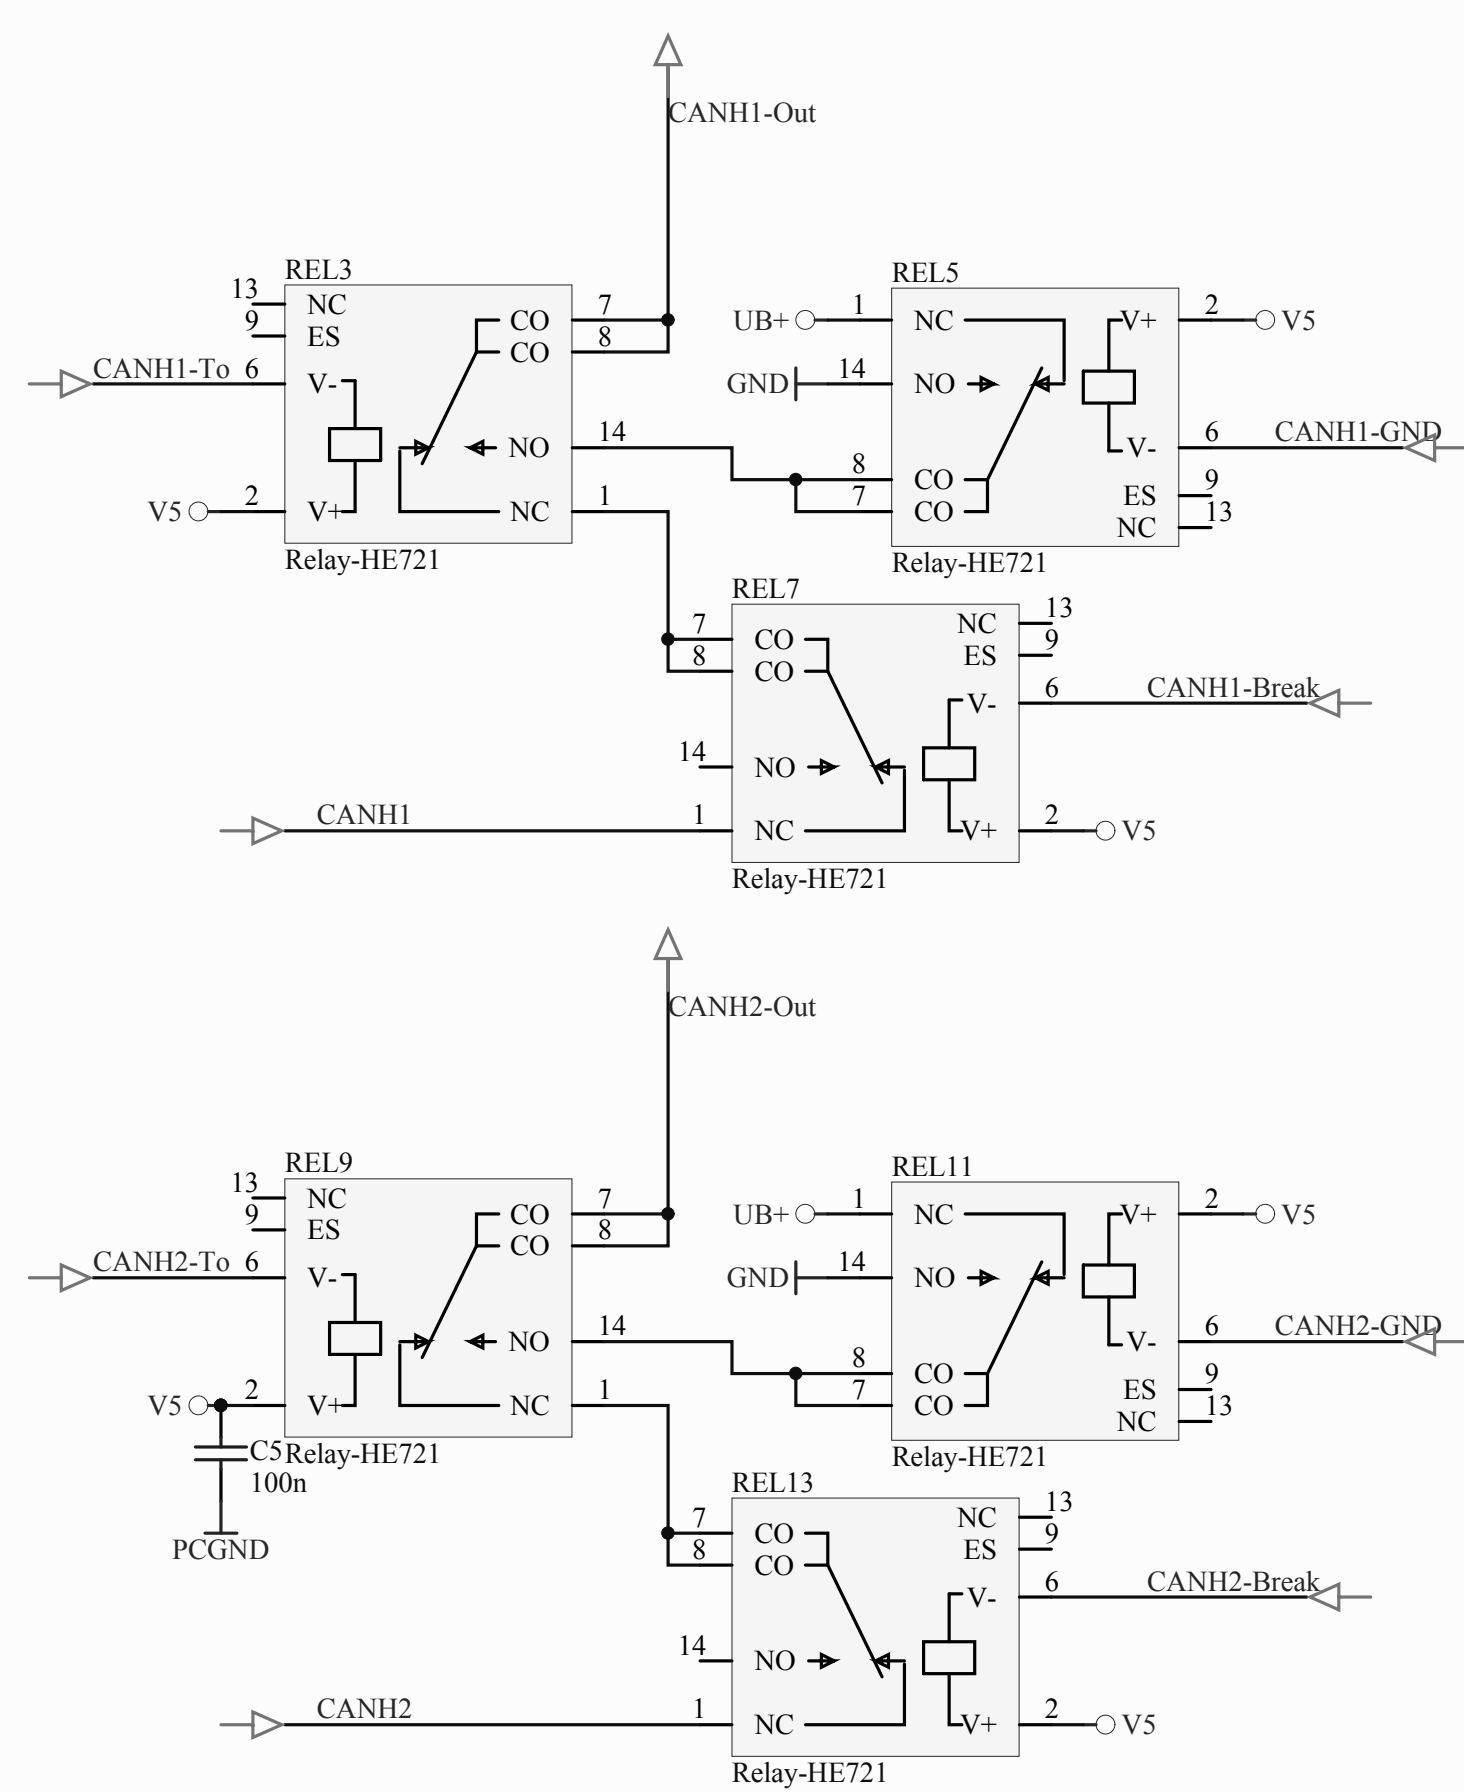 CANH1-Out
REL3
13 NC
9 ES
CANH1-To 6 V-
V5 2 V+
CO 7
CO 8
NO 14
NC 1
Relay-HE721
REL5
UB+ 1 NC
GND 14 NO
8 CO
7 CO
V+ 2 V5
V- 6 CANH1-GND
ES 9
NC 13
Relay-HE721
REL7
7 CO
8 CO
14 NO
CANH1 1 NC
NC 13
ES 9
V- 6 CANH1-Break
V+ 2 V5
Relay-HE721
CANH2-Out
REL9
13 NC
9 ES
CANH2-To 6 V-
V5 2 V+
CO 7
CO 8
NO 14
NC 1
Relay-HE721
C5
100n
PCGND
REL11
UB+ 1 NC
GND 14 NO
8 CO
7 CO
V+ 2 V5
V- 6 CANH2-GND
ES 9
NC 13
Relay-HE721
REL13
7 CO
8 CO
14 NO
CANH2 1 NC
NC 13
ES 9
V- 6 CANH2-Break
V+ 2 V5
Relay-HE721